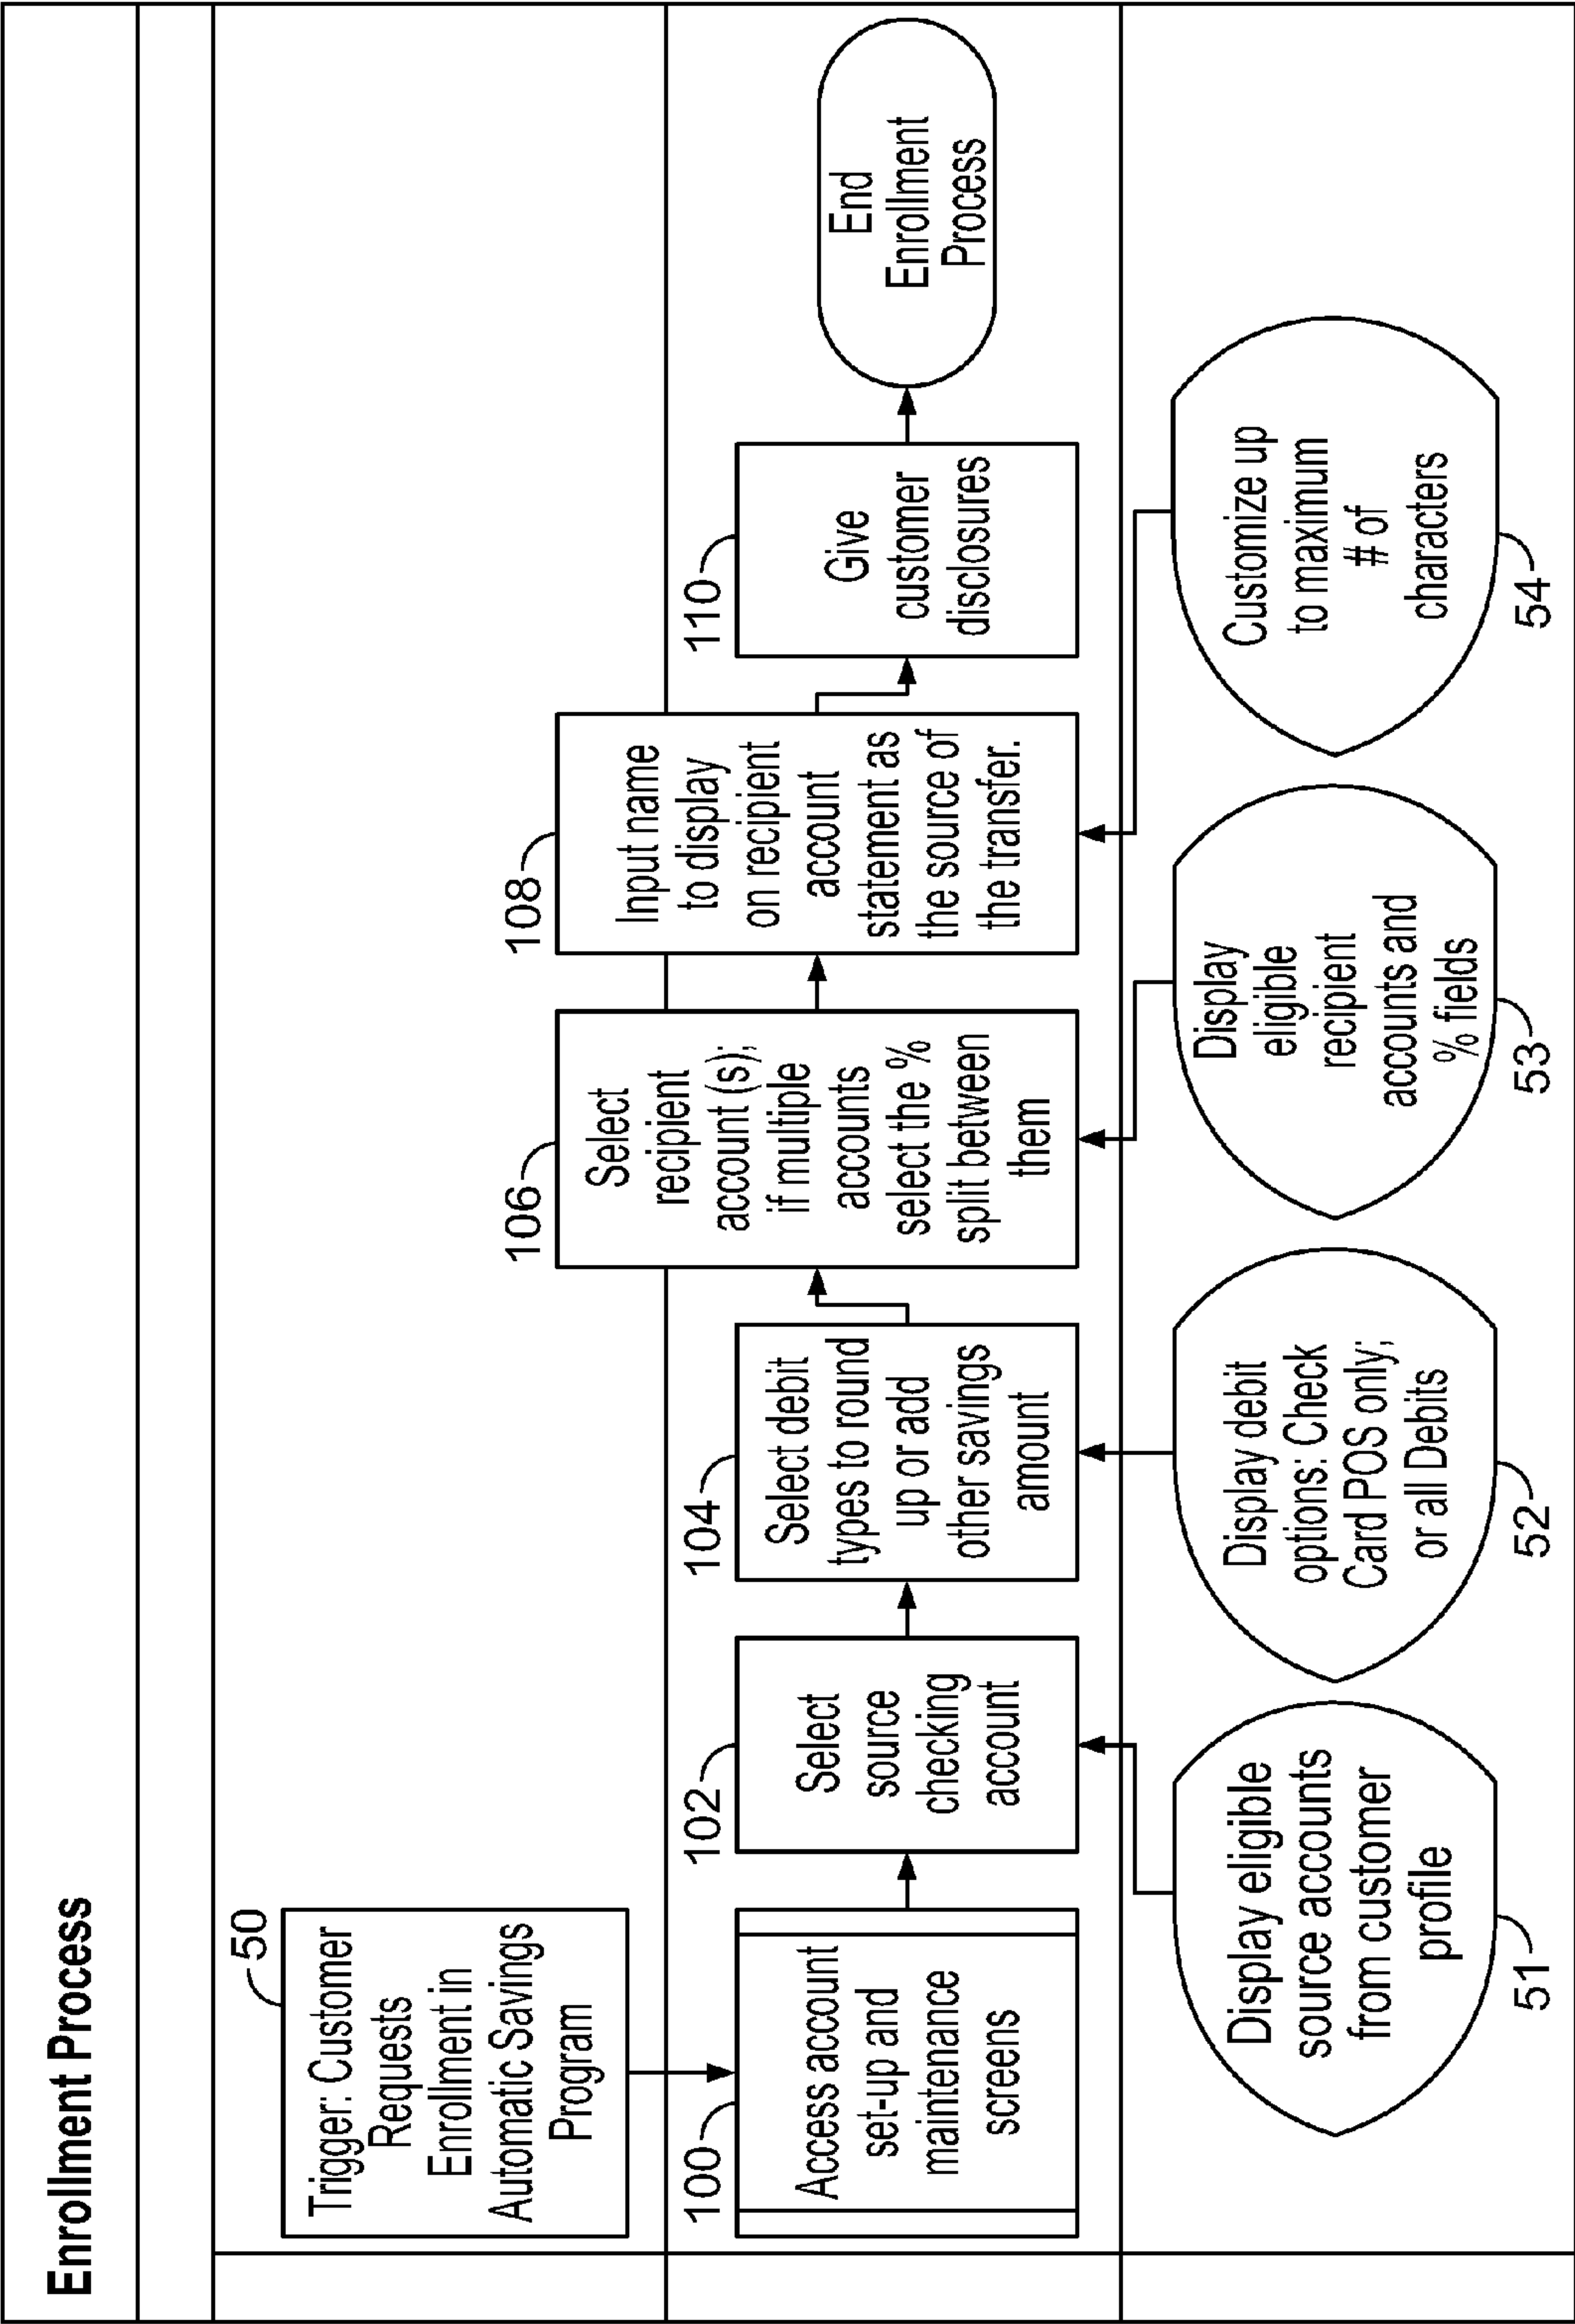 Enrollment Process
50
Trigger: Customer
Requests
Enrollment in
Automatic Savings
Program
100
Access account
set-up and
maintenance
screens
102
Select
source
checking
account
104
Select debit
types to round
up or add
other savings
amount
106
Select
recipient
account (s);
if multiple
accounts
select the %
split between
them
108
Input name
to display
on recipient
account
statement as
the source of
the transfer.
110
Give
customer
disclosures
End
Enrollment
Process
Display eligible
source accounts
from customer
profile
51
Display debit
options: Check
Card POS only;
or all Debits
52
Display
eligible
recipient
accounts and
% fields
53
Customize up
to maximum
# of
characters
54